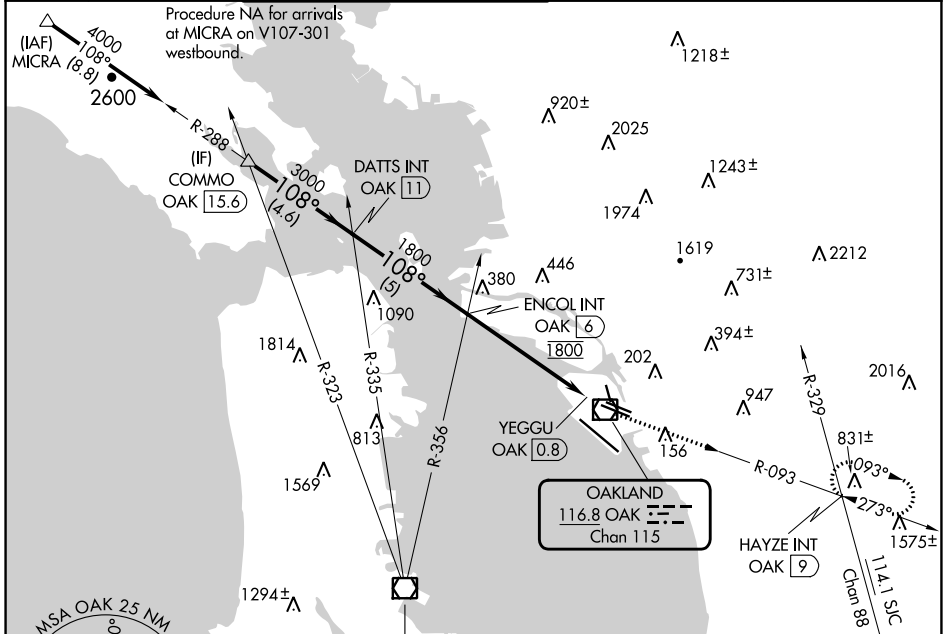 Procedure NA for arrivals
at MICRA on V107-301
westbound.
(IAF)
MICRA
4000
108°
(8.8)
2600
R-288
(IF)
COMMO
OAK 15.6
3000
108°
(4.6)
DATTS INT
OAK 11
1800
108°
(5)
1218±
920±
2025
1243±
1974
1619
2212
731±
380
446
ENCOL INT
OAK 6
1800
1090
1814
R-323
R-335
R-356
394±
202
2016
947
R-329
813
YEGGU
OAK 0.8
156
1569
R-093
831±
093°
273°
1575±
OAKLAND
116.8 OAK
Chan 115
HAYZE INT
OAK 9
114.1 SJC
Chan 88
1294±
MSA OAK 25 NM